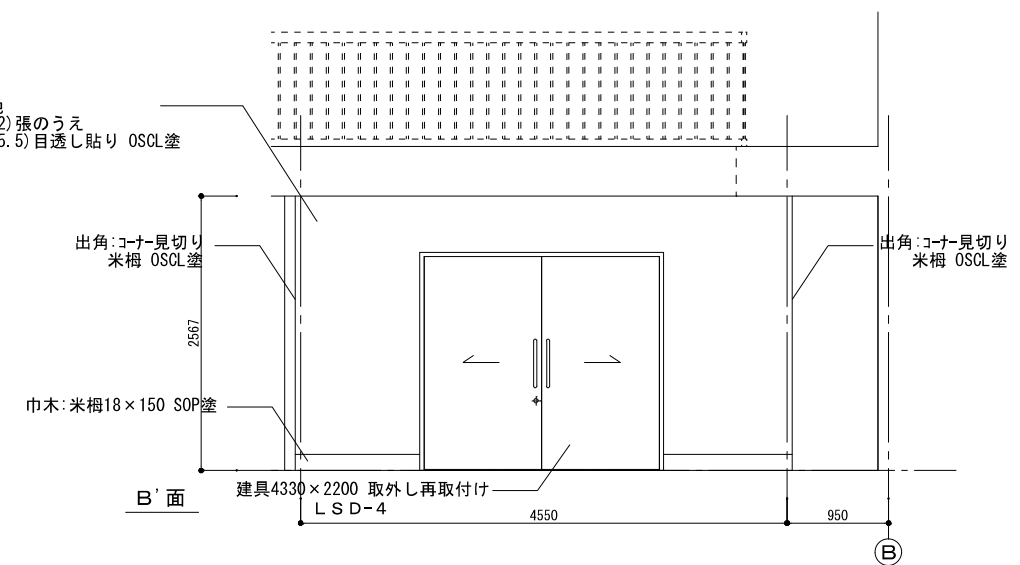 2)張のうえ
5.5)目透し貼り OSCL塗
出角:コーナー見切り
米栂 OSCL塗
出角:コーナー見切り
米栂 OSCL塗
2567
巾木:米栂18×150 SOP塗
建具4330×2200 取外し再取付け
LSD-4
B'面
4550
950
B